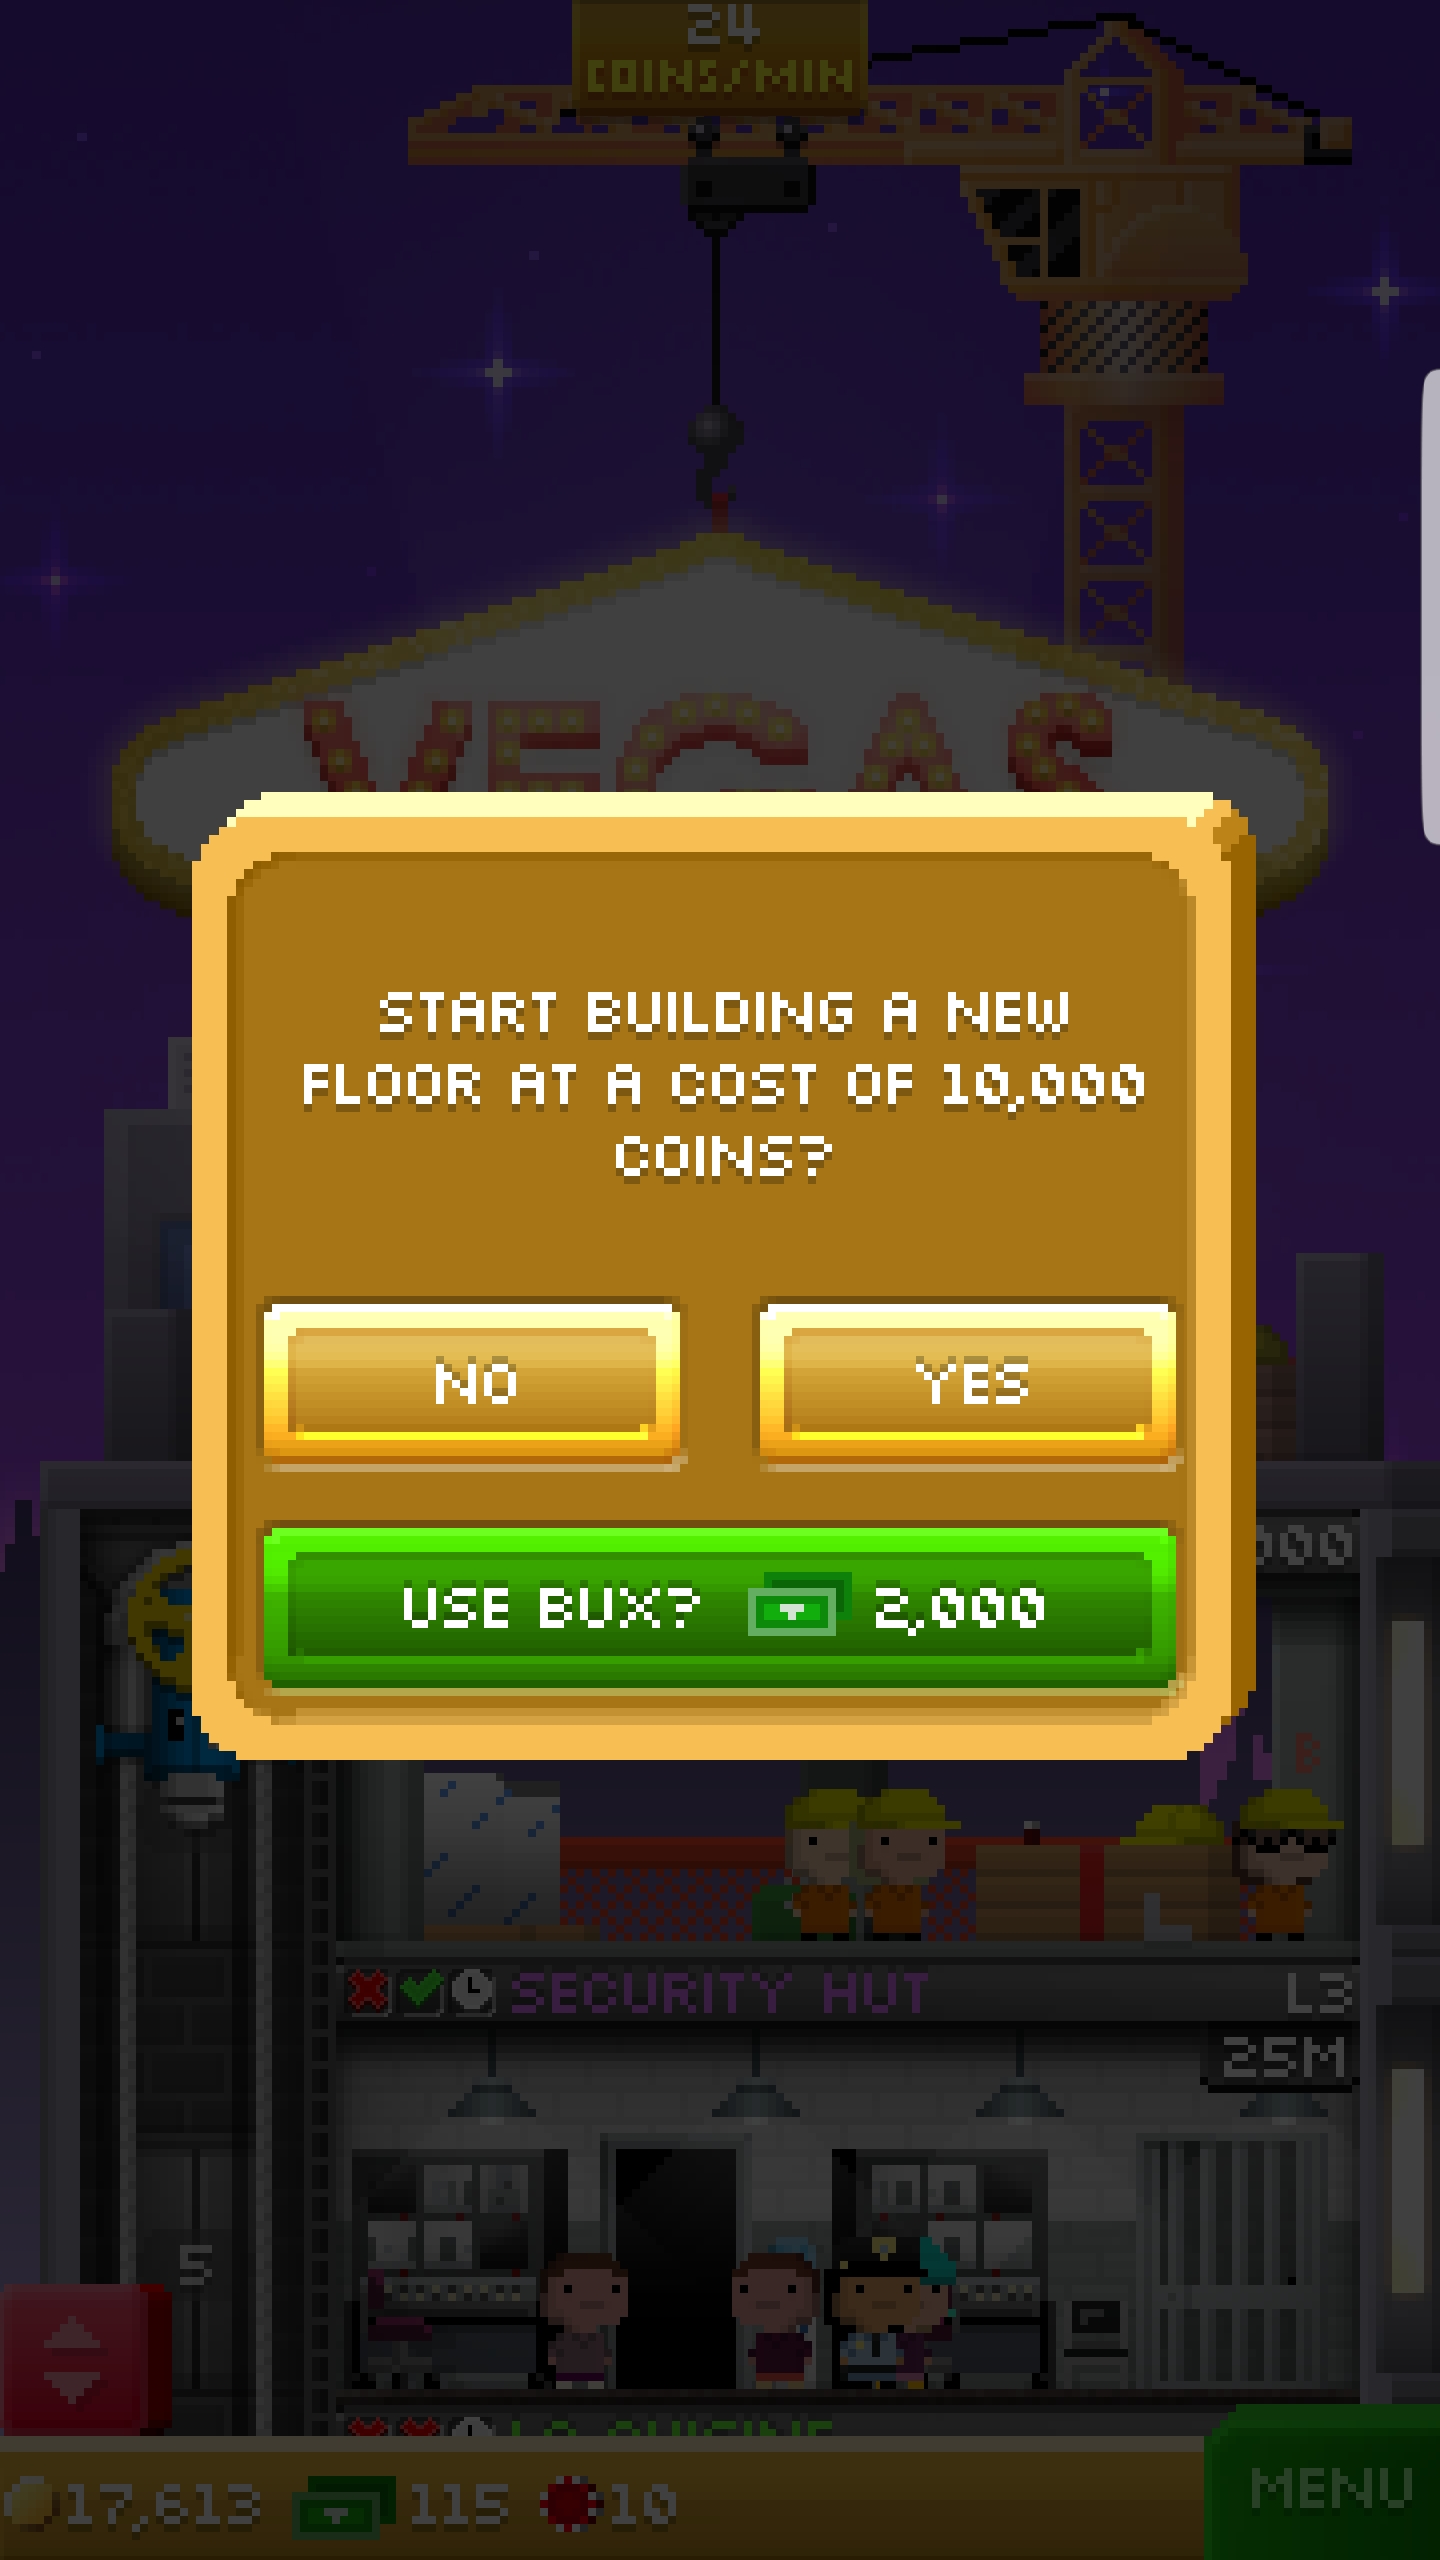 24
COINS/MIN
VEGAS
START BUILDING A NEW
FLOOR AT A COST OF 10,000
COINS?
NO YES
USE BUX? 2,000
B
SECURITY HUT L3
25M
5
17,613 115 10
MENU